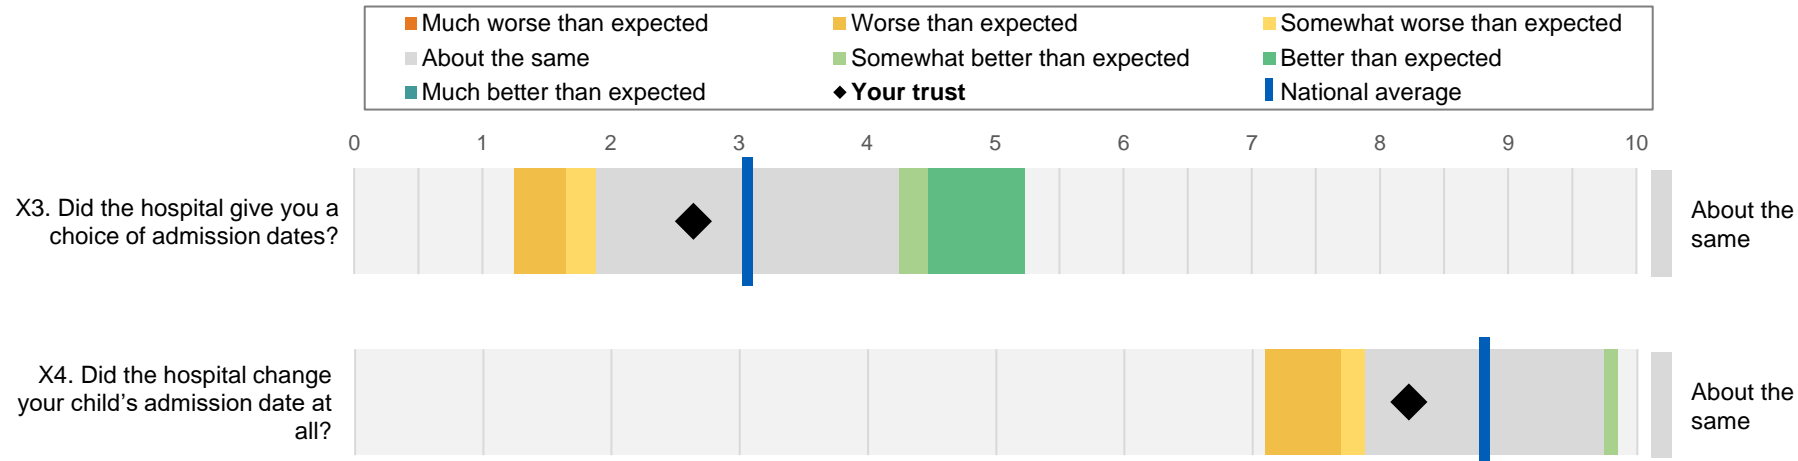 Much worse than expected
Worse than expected
Somewhat worse than expected
About the same
Somewhat better than expected
Better than expected
Much better than expected
Your trust
National average
0 1 2 3 4 5 6 7 8 9 10
X3. Did the hospital give you a
choice of admission dates?
About the
same
X4. Did the hospital change
your child’s admission date at
all?
About the
same